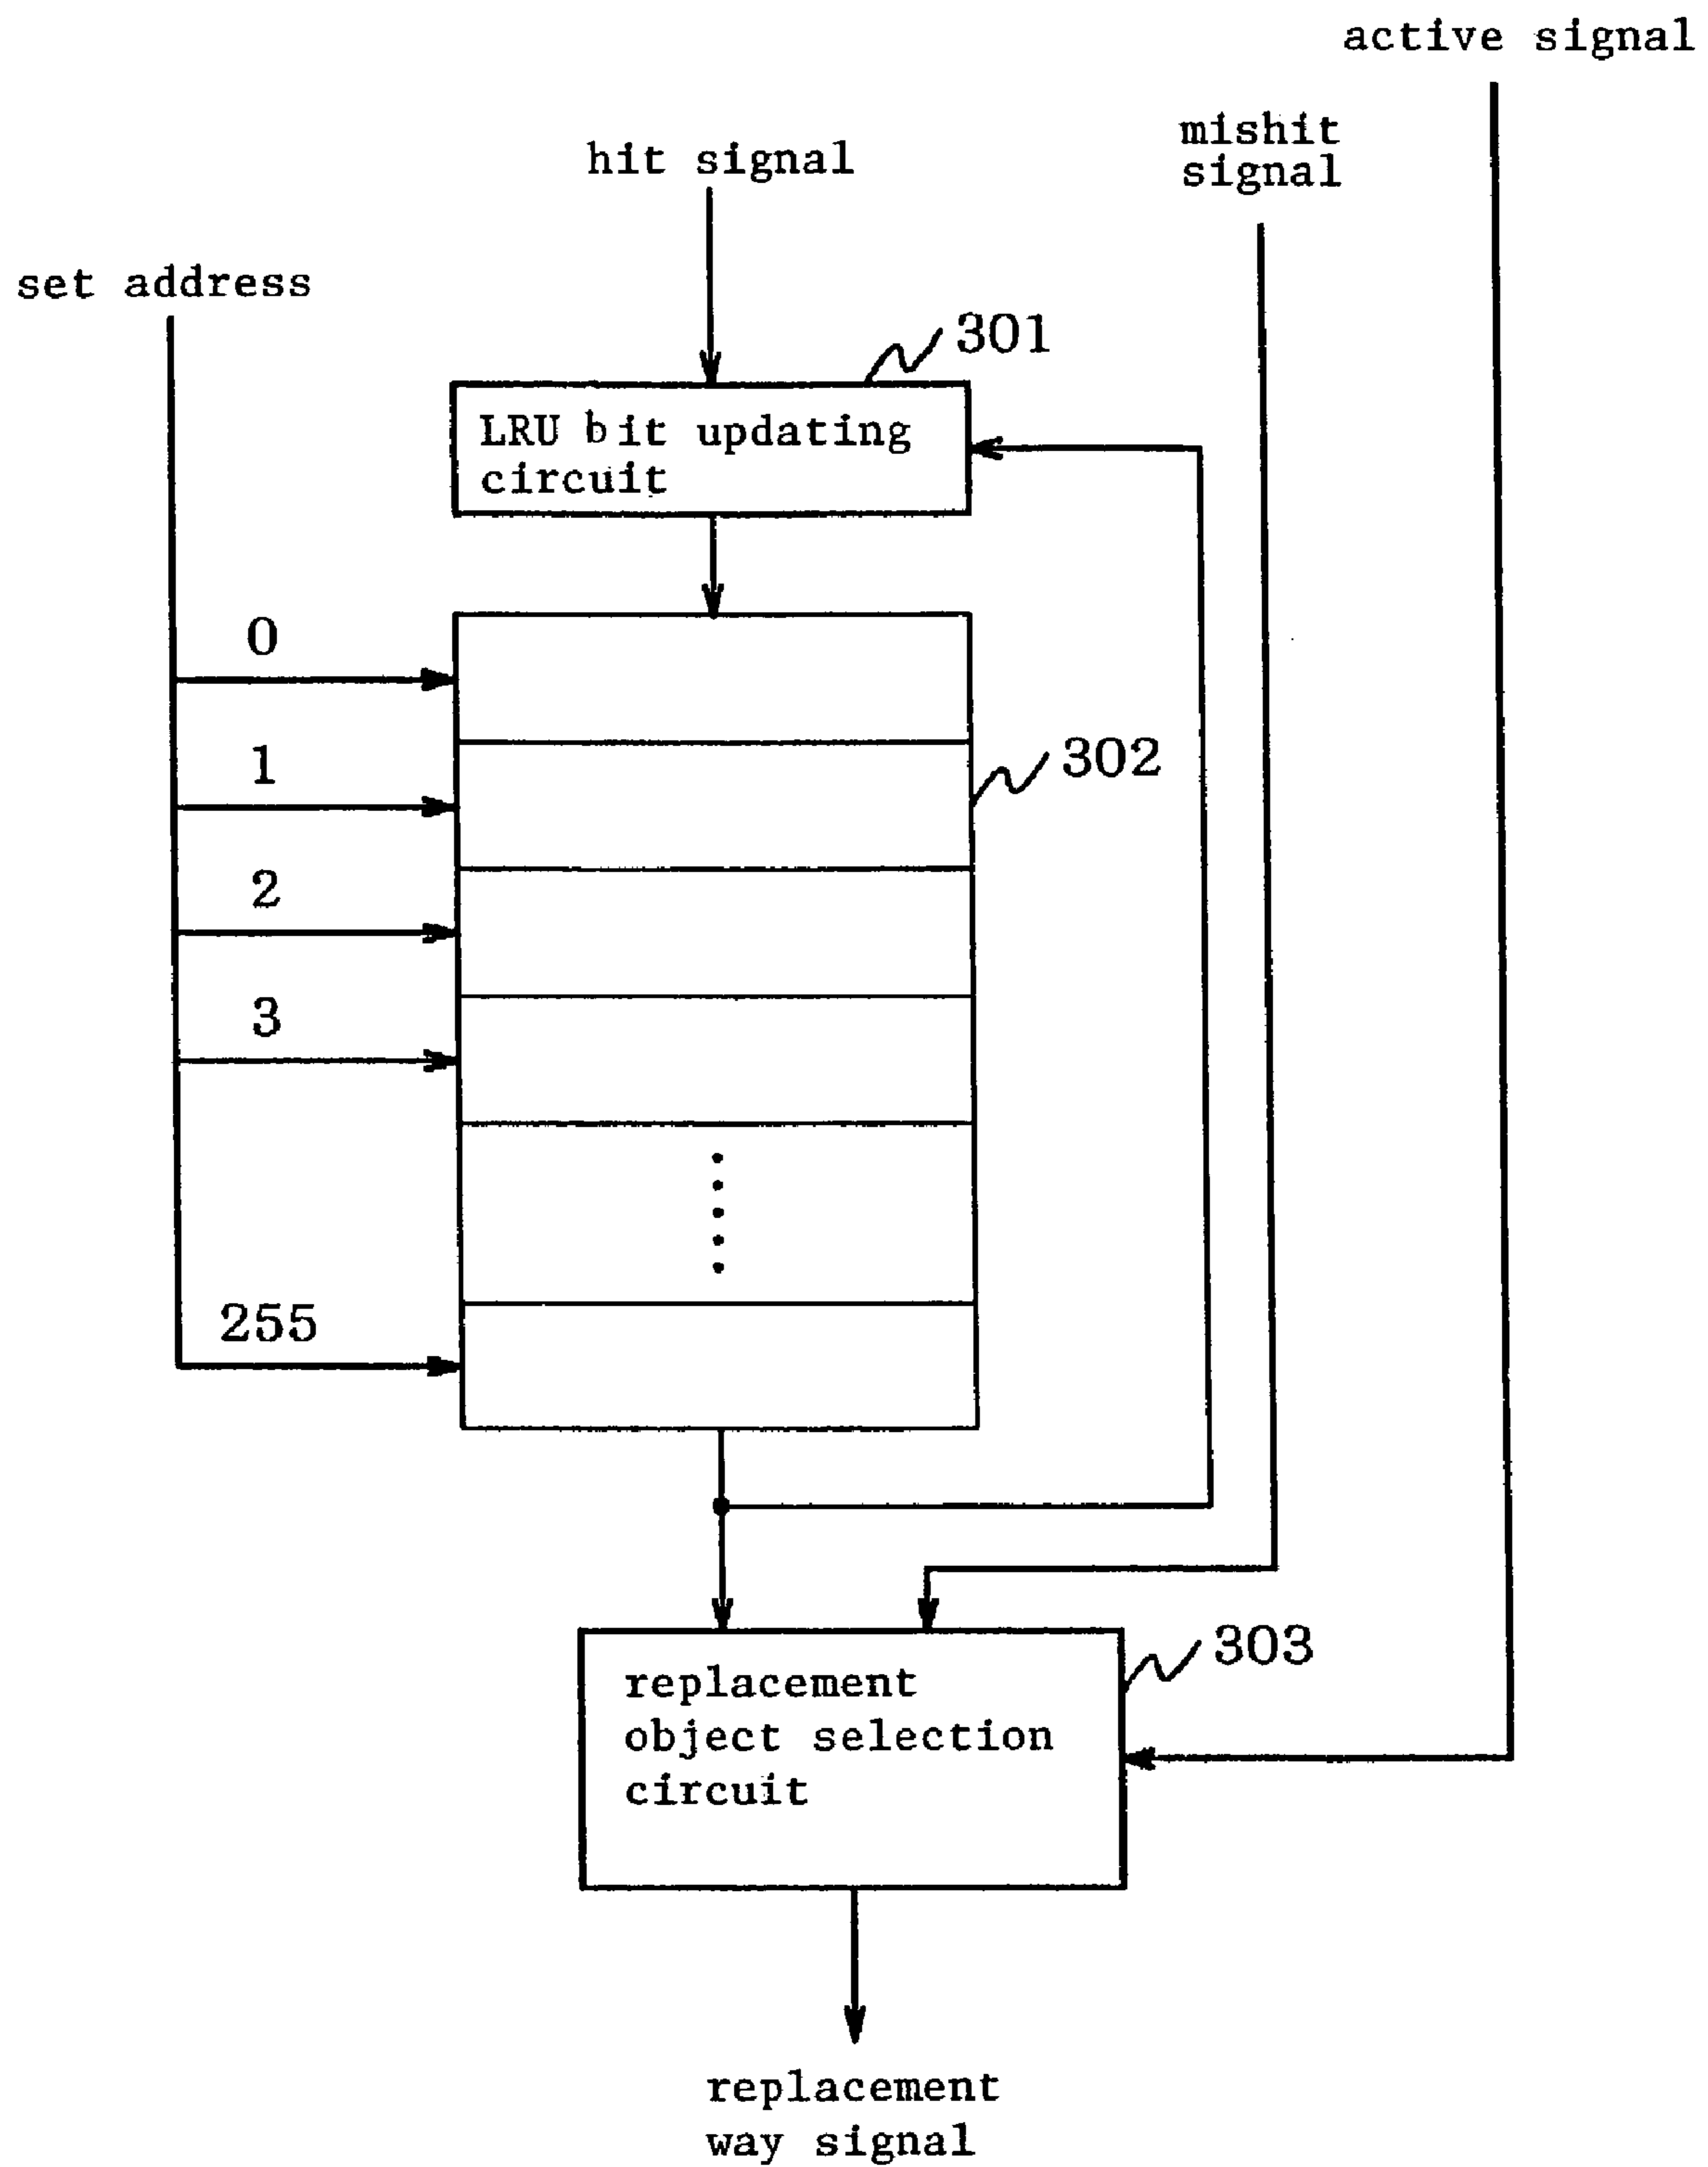 active signal
mishit
signal
hit signal
set address
301
LRU bit updating
circuit
0
1
302
2
3
255
303
replacement
object selection
circuit
replacement
way signal